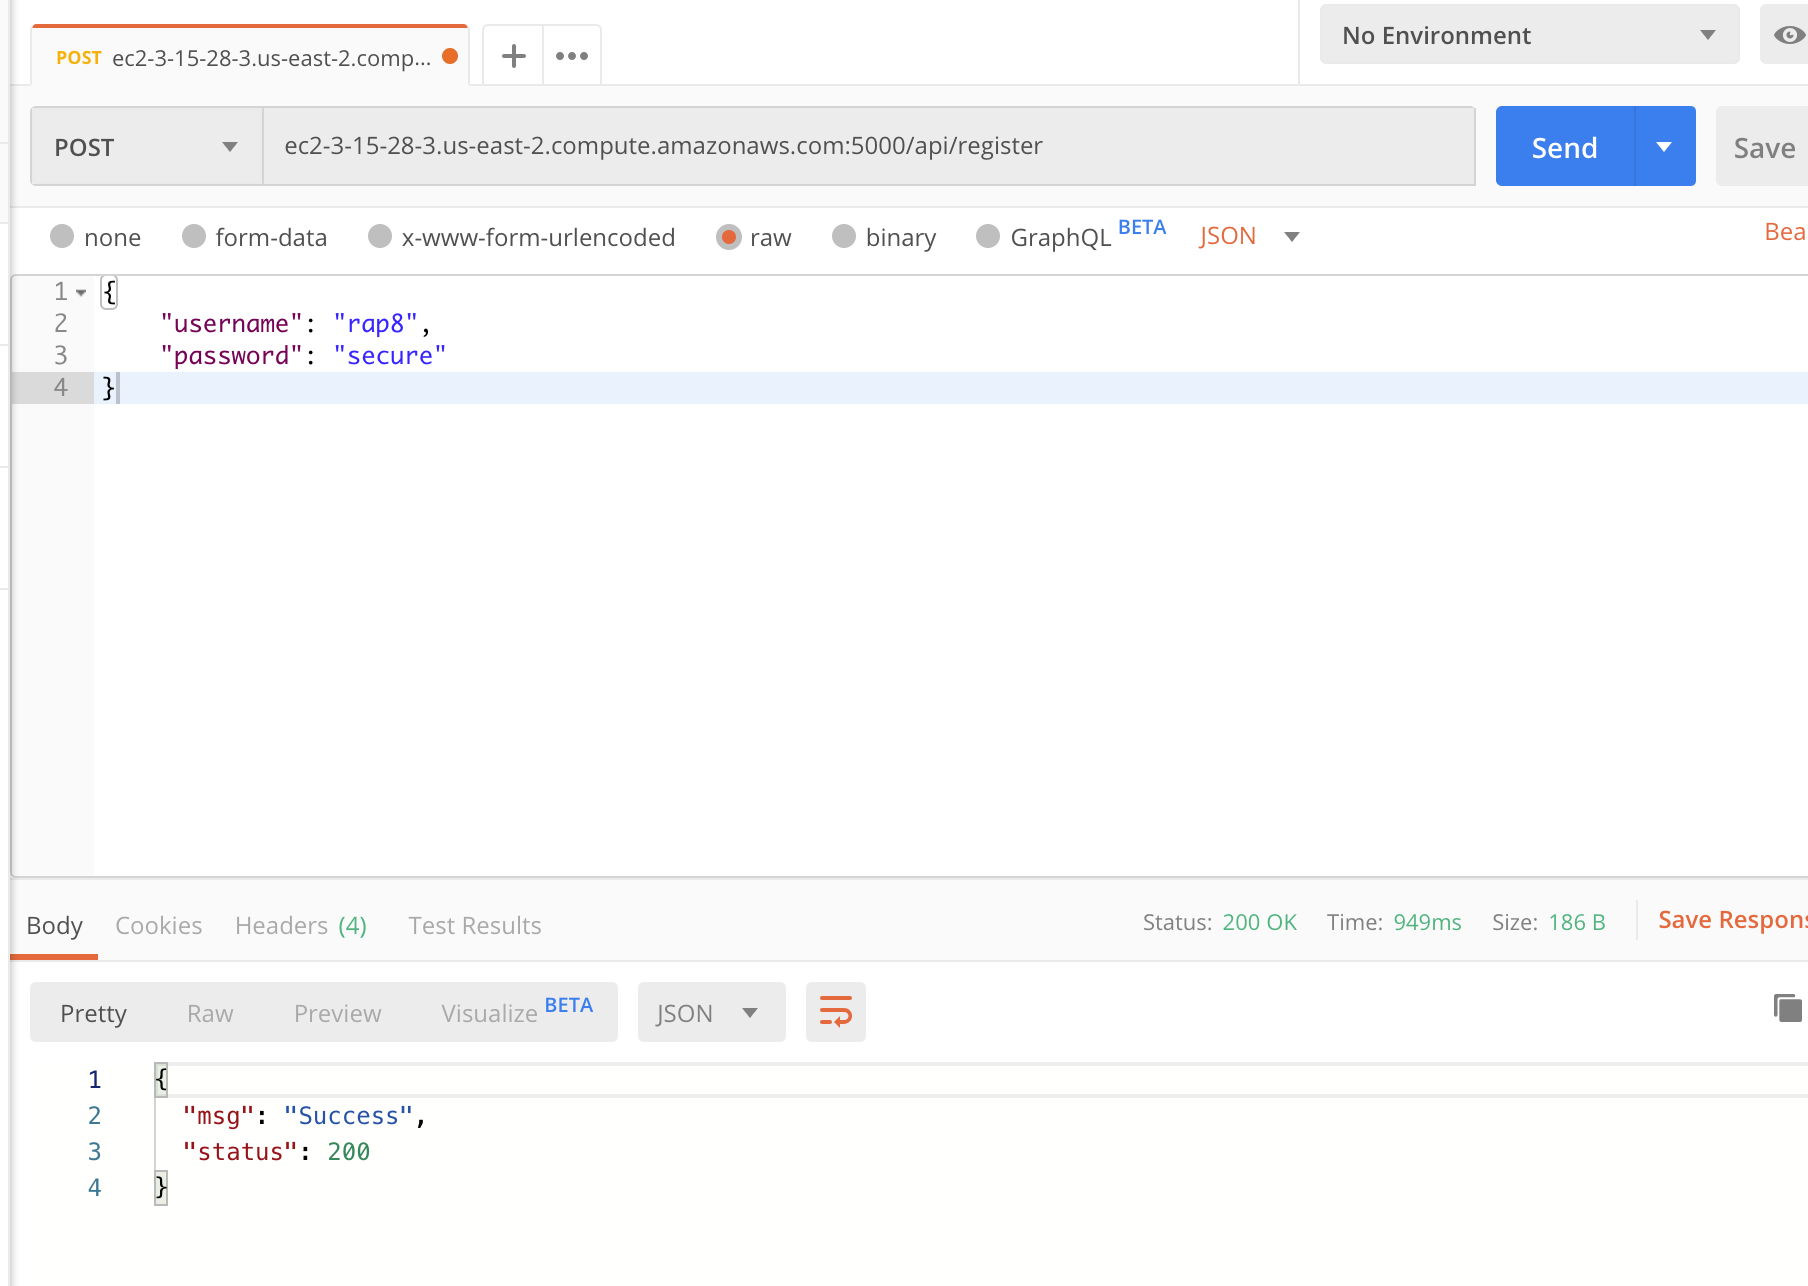 POST ec2-3-15-28-3.us-east-2.comp...
No Environment
POST
ec2-3-15-28-3.us-east-2.compute.amazonaws.com:5000/api/register
Send
Save
none form-data x-www-form-urlencoded raw binary GraphQL BETA JSON Bea
1 {
2 "username": "rap8",
3 "password": "secure"
4 }
Body Cookies Headers (4) Test Results Status: 200 OK Time: 949ms Size: 186 B Save Respons
Pretty Raw Preview Visualize BETA JSON
1 {
2 "msg": "Success",
3 "status": 200
4 }